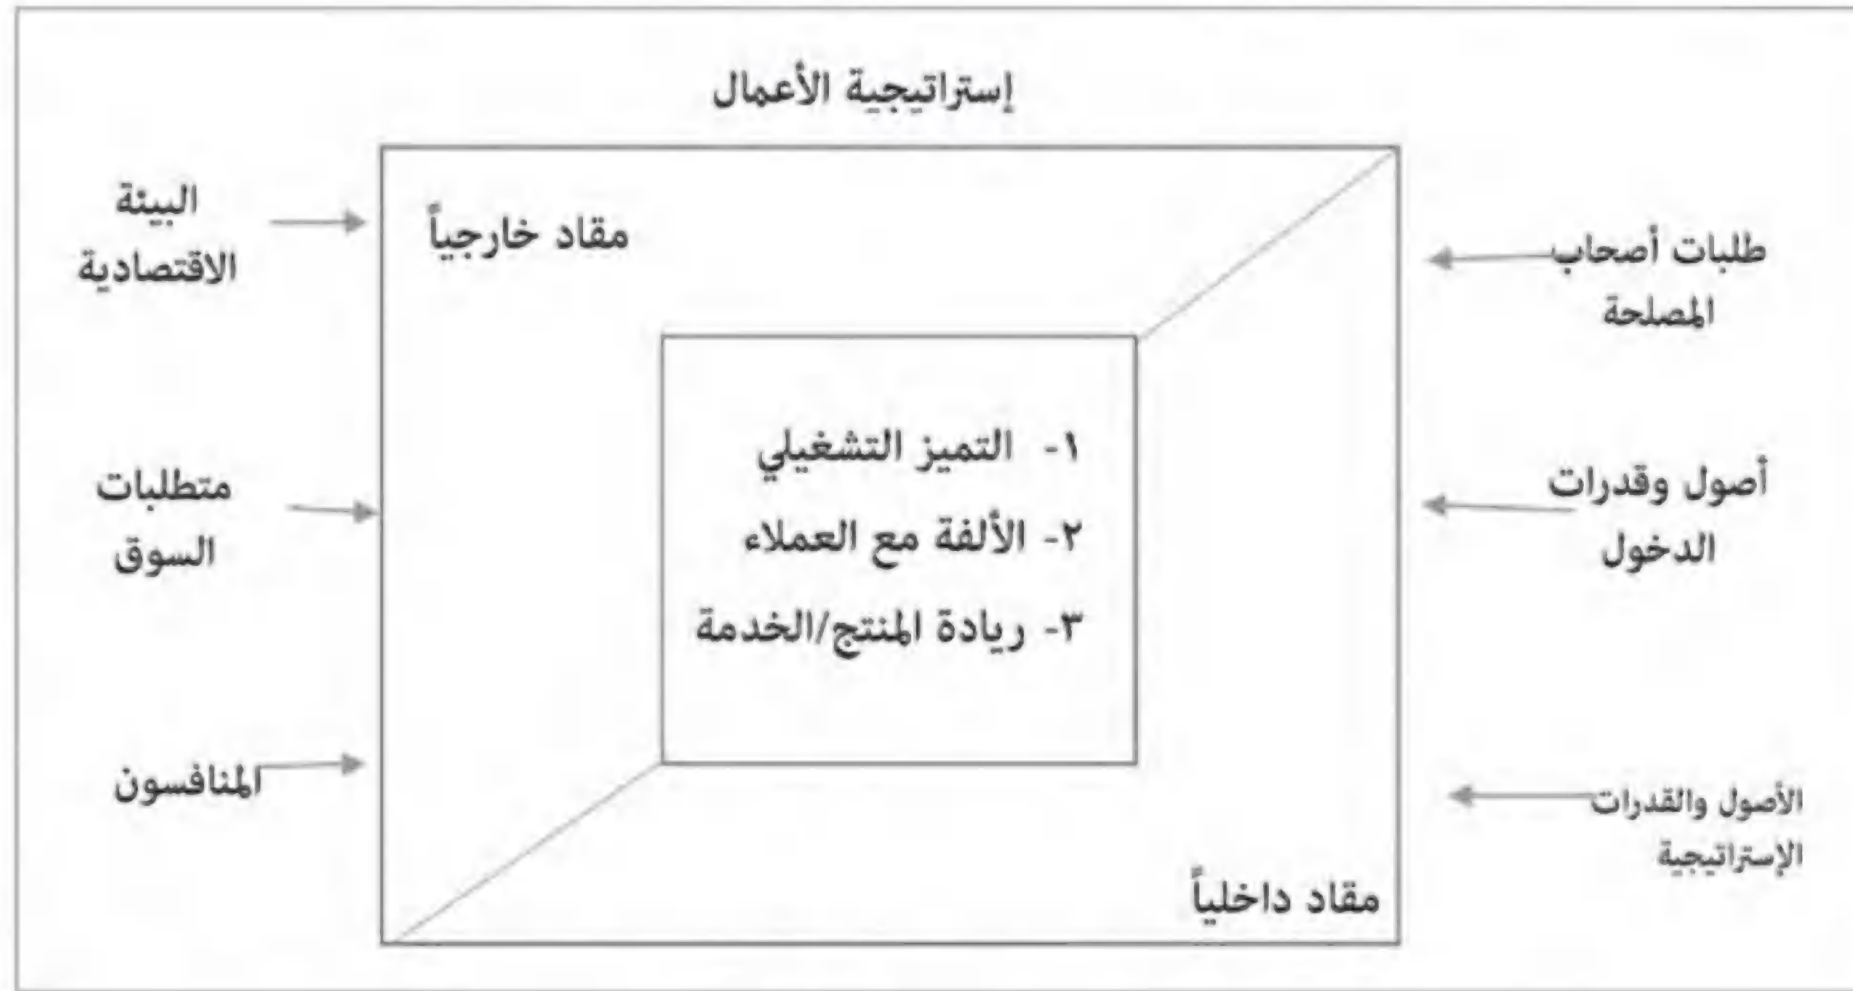 إستراتيجية الأعمال
طلبات أصحاب
المصلحة
أصول وقدرات
الدخول
الأصول والقدرات
الإستراتيجية
مقاد خارجياً
١- التميز التشغيلي
٢- الألفة مع العملاء
٣- ريادة المنتج/الخدمة
مقاد داخلياً
البيئة
الاقتصادية
متطلبات
السوق
المنافسون